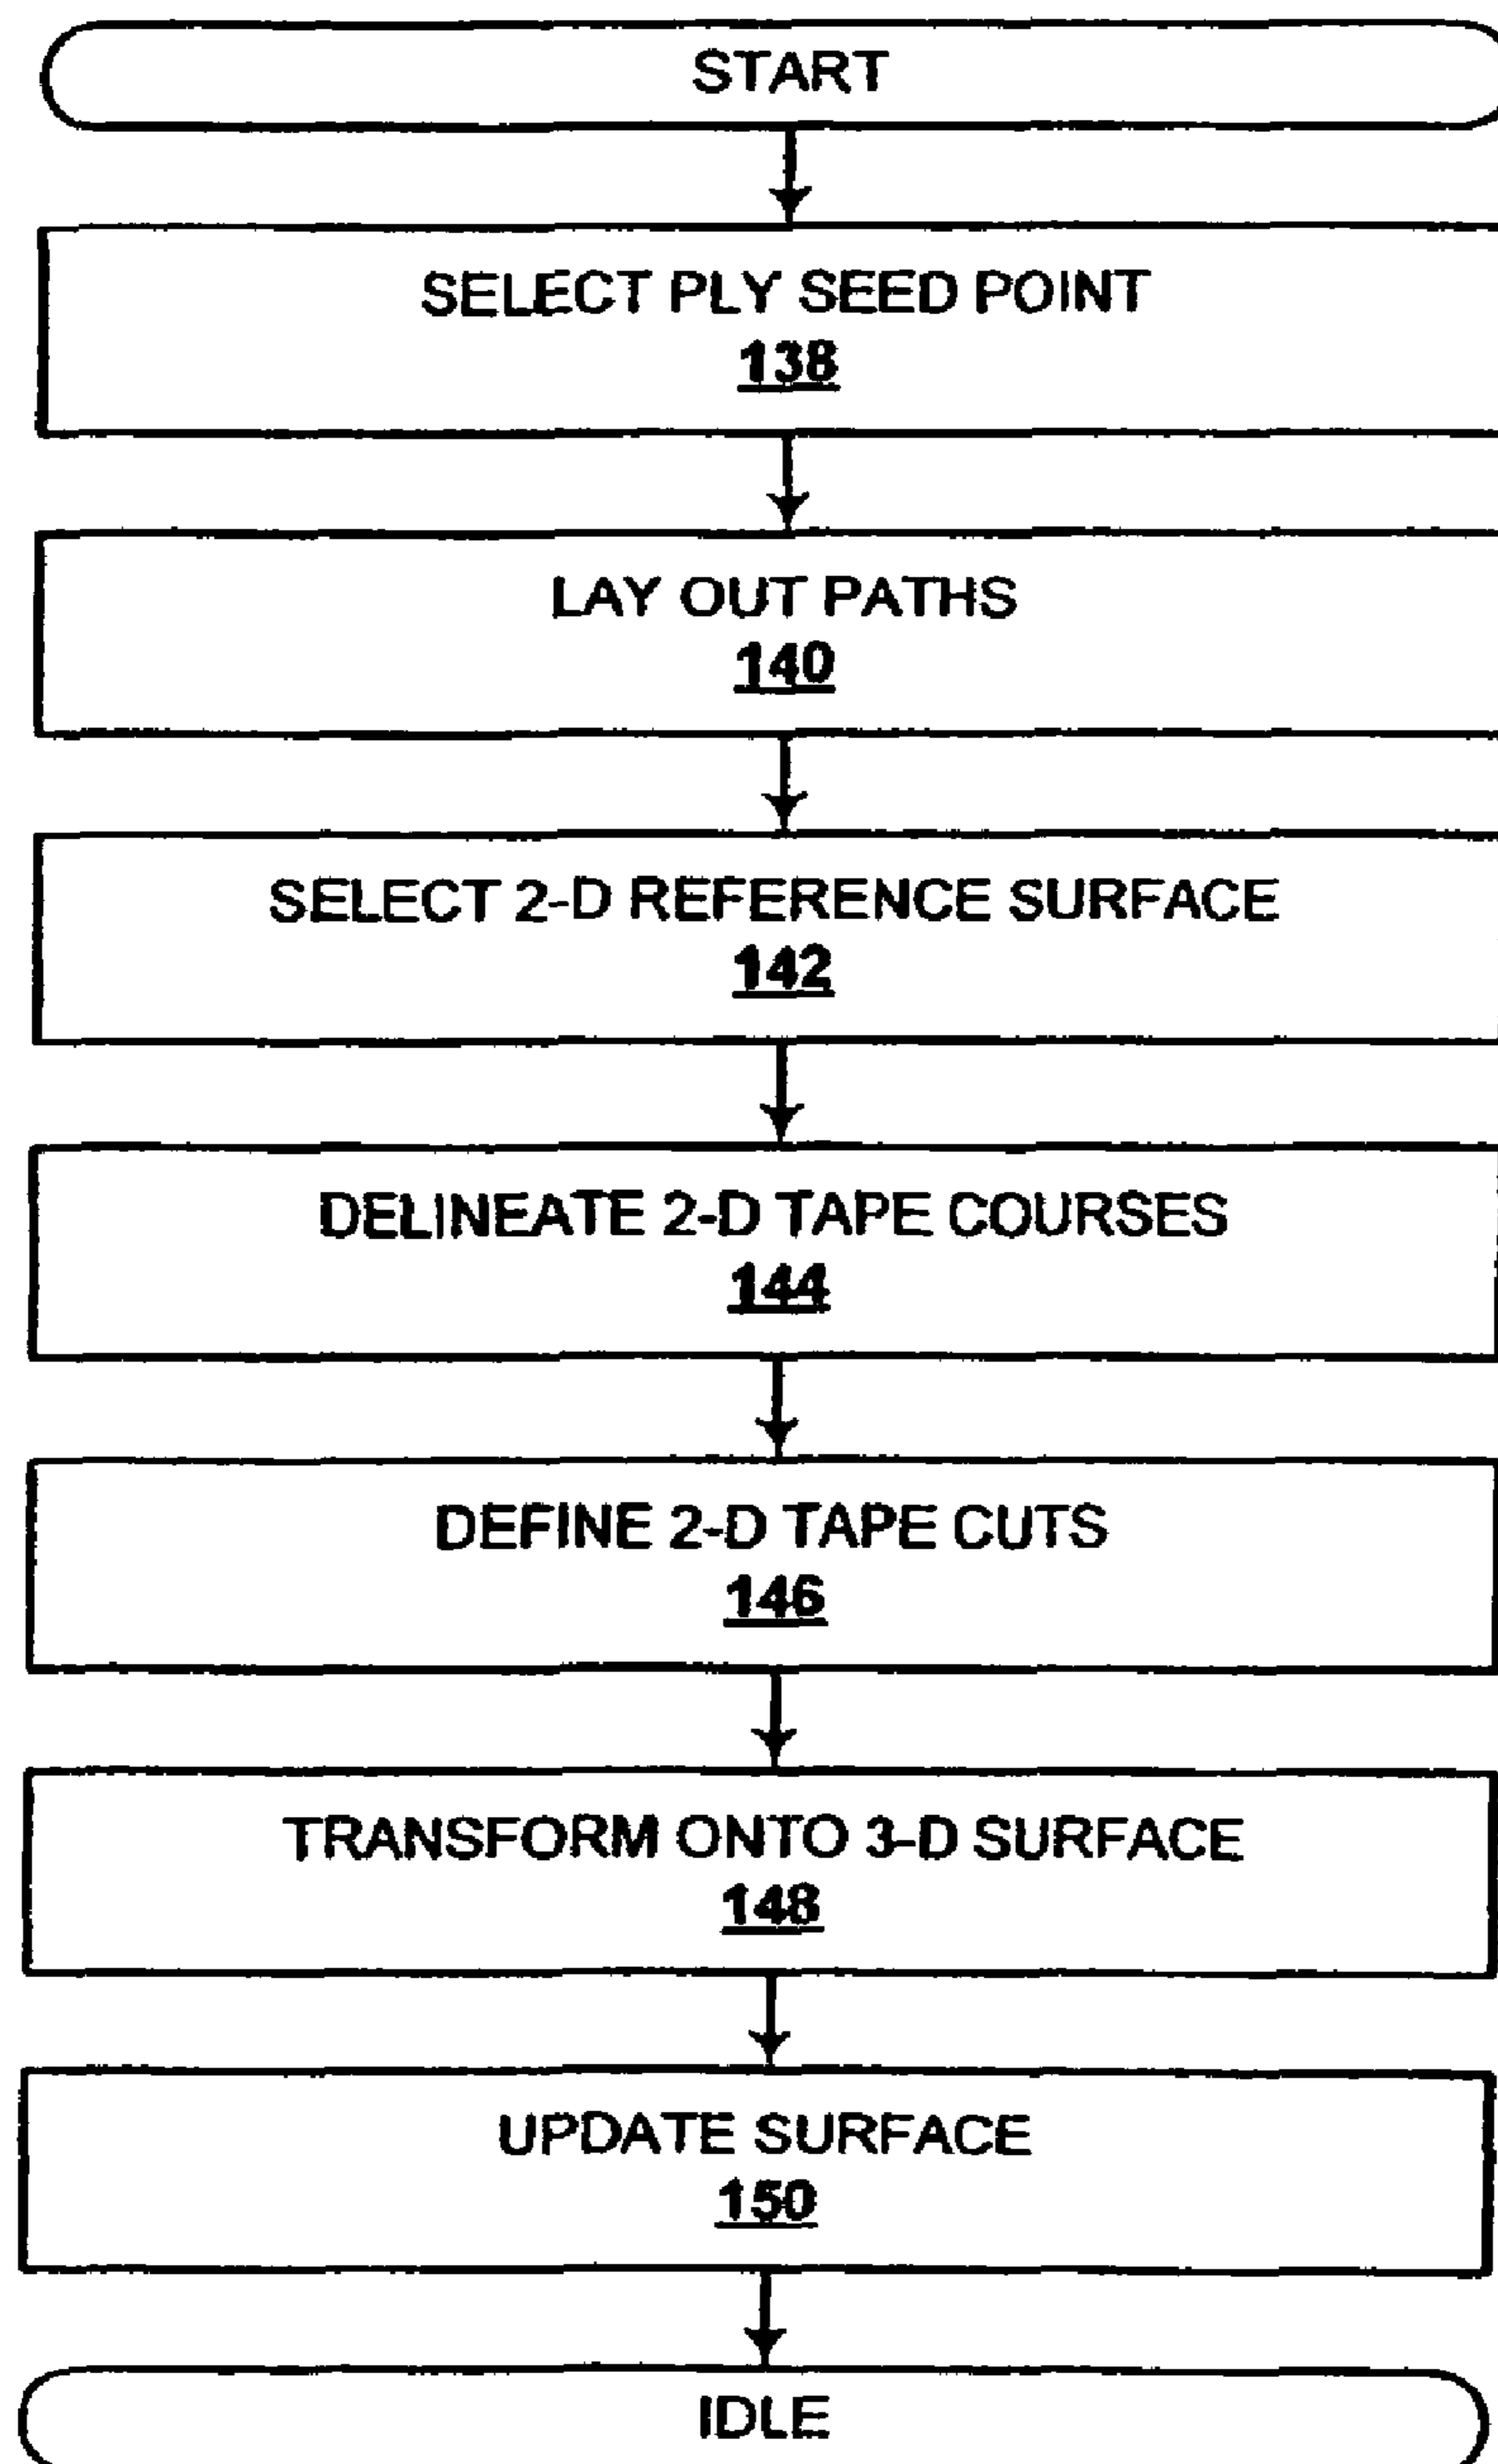 START
SELECT PLY SEED POINT
138
LAY OUT PATHS
140
SELECT 2-D REFERENCE SURFACE
142
DELINEATE 2-D TAPE COURSES
144
DEFINE 2-D TAPE CUTS
146
TRANSFORM ONTO 3-D SURFACE
148
UPDATE SURFACE
150
IDLE